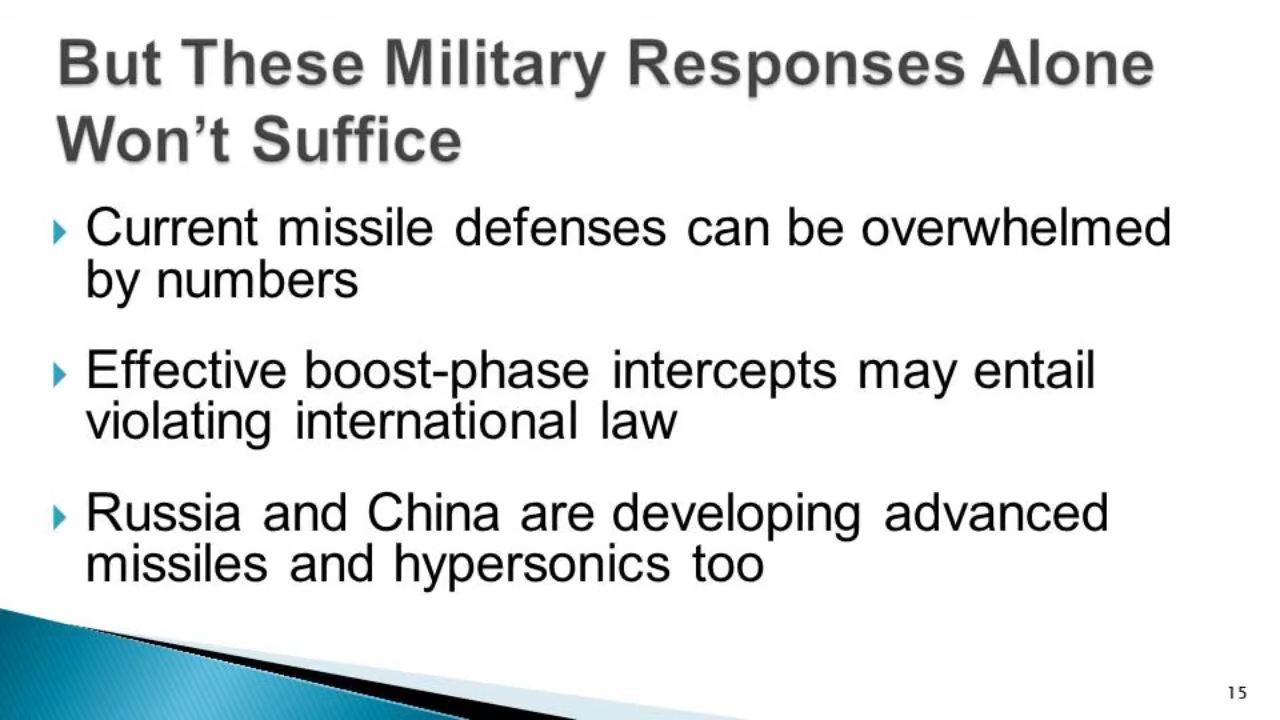 But These Military Responses Alone
Won’t Suffice
Current missile defenses can be overwhelmed
by numbers
Effective boost-phase intercepts may entail
violating international law
Russia and China are developing advanced
missiles and hypersonics too
15